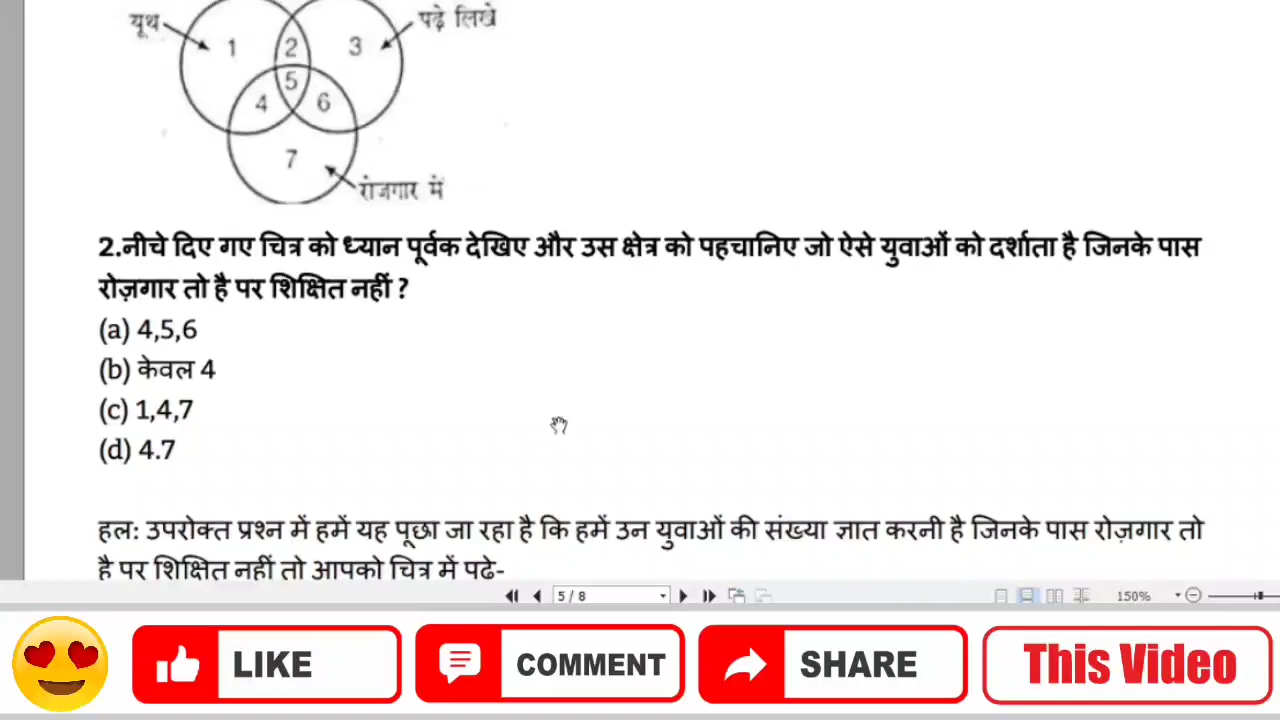 यूथ
पढ़े लिखे
1
2
3
5
4
6
7
रोजगार में
2.नीचे दिए गए चित्र को ध्यान पूर्वक देखिए और उस क्षेत्र को पहचानिए जो ऐसे युवाओं को दर्शाता है जिनके पास
रोज़गार तो है पर शिक्षित नहीं ?
(a) 4,5,6
(b) केवल 4
(c) 1,4,7
(d) 4.7
हल: उपरोक्त प्रश्न में हमें यह पूछा जा रहा है कि हमें उन युवाओं की संख्या ज्ञात करनी है जिनके पास रोज़गार तो
है पर शिक्षित नहीं तो आपको चित्र में पढे-
5 / 8
150%
LIKE
COMMENT
SHARE
This Video